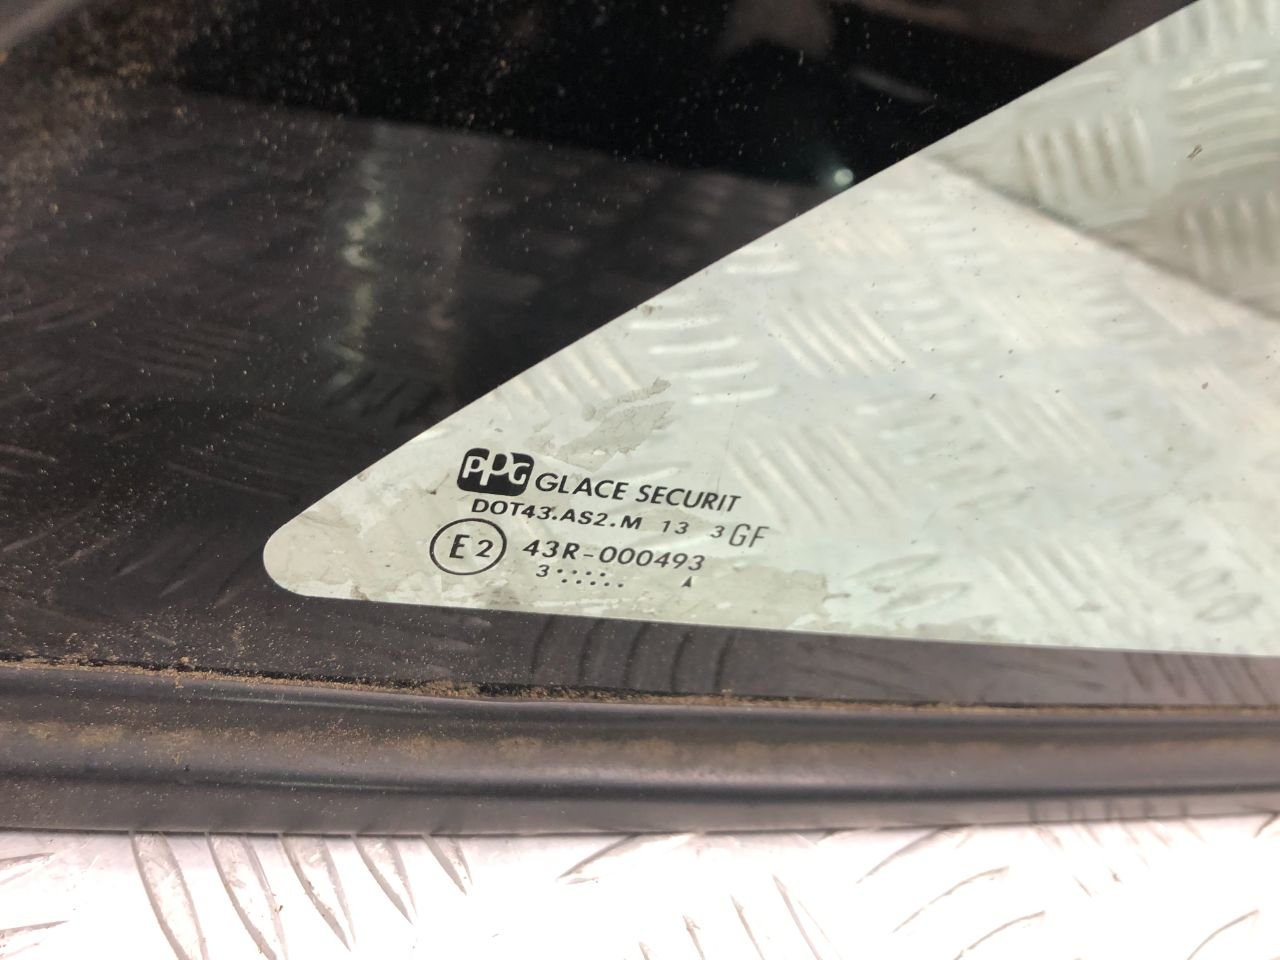 PPG GLACE SECURIT
DOT43.AS2.M 13 3GF
E2 43R-000493
3